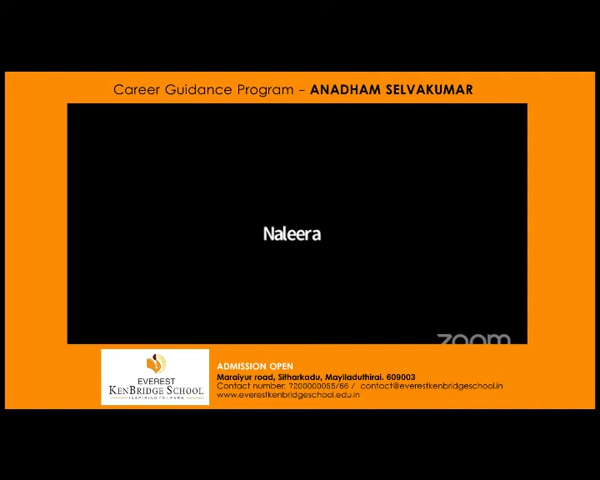 Career Guidance Program – ANADHAM SELVAKUMAR
Naleera
zoom
EVEREST
KENBRIDGE SCHOOL
ADMISSION OPEN
Maraiyur road, Sitharkadu, Mayiladuthirai. 609003
Contact number: 7200000055/66 / contact@everestkenbridgeschool.in
www.everestkenbridgeschool.edu.in